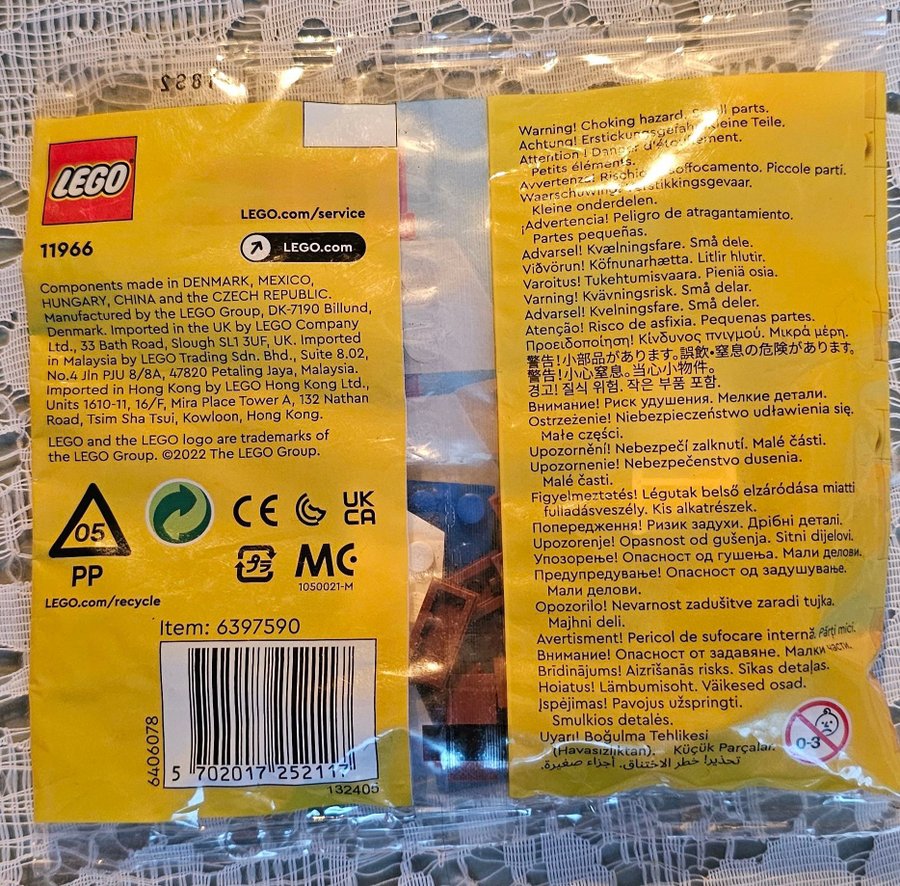 LEGO
LEGO.com/service
11966
LEGO.com
Components made in DENMARK, MEXICO,
HUNGARY, CHINA and the CZECH REPUBLIC.
Manufactured by the LEGO Group, DK-7190 Billund,
Denmark. Imported in the UK by LEGO Company
Ltd., 33 Bath Road, Slough SL1 3UF, UK. Imported
in Malaysia by LEGO Trading Sdn. Bhd., Suite 8.02,
No.4 Jln PJU 8/8A, 47820 Petaling Jaya, Malaysia.
Imported in Hong Kong by LEGO Hong Kong Ltd.,
Units 1610-11, 16/F, Mira Place Tower A, 132 Nathan
Road, Tsim Sha Tsui, Kowloon, Hong Kong.
LEGO and the LEGO logo are trademarks of
the LEGO Group. ©2022 The LEGO Group.
05
PP
CE
UK
CA
プラ
MC
1050021-M
LEGO.com/recycle
Item: 6397590
6406078
5 702017 252117
132405
Warning! Choking hazard. Small parts.
Achtung! Erstickungsgefahr. Kleine Teile.
Attention ! Danger d'étouffement.
Petits éléments.
Avvertenza! Rischio soffocamento. Piccole parti.
Waarschuwing! Verstikkingsgevaar.
Kleine onderdelen.
¡Advertencia! Peligro de atragantamiento.
Partes pequeñas.
Advarsel! Kvælningsfare. Små dele.
Viðvörun! Köfnunarhætta. Litlir hlutir.
Varoitus! Tukehtumisvaara. Pieniä osia.
Varning! Kvävningsrisk. Små delar.
Advarsel! Kvelningsfare. Små deler.
Atenção! Risco de asfixia. Pequenas partes.
Προειδοποίηση! Κίνδυνος πνιγμού. Μικρά μέρη.
警告!小部品があります。誤飲・窒息の危険があります。
警告!小心窒息。当心小物件。
경고! 질식 위험. 작은 부품 포함.
Внимание! Риск удушения. Мелкие детали.
Ostrzeżenie! Niebezpieczeństwo udławienia się.
Małe części.
Upozornění! Nebezpečí zalknutí. Malé části.
Upozornenie! Nebezpečenstvo dusenia.
Malé časti.
Figyelmeztetés! Légutak belső elzáródása miatti
fulladásveszély. Kis alkatrészek.
Попередження! Ризик задухи. Дрібні деталі.
Upozorenje! Opasnost od gušenja. Sitni dijelovi.
Упозорење! Опасност од гушења. Мали делови.
Предупредување! Опасност од задушување.
Мали делови.
Opozorilo! Nevarnost zadušitve zaradi tujka.
Majhni deli.
Avertisment! Pericol de sufocare internă. Părți mici.
Внимание! Опасност от задавяне. Малки части.
Brīdinājums! Aizrīšanās risks. Sīkas detaļas.
Hoiatus! Lämbumisoht. Väikesed osad.
Įspėjimas! Pavojus užspringti.
Smulkios detalės.
Uyarı! Boğulma Tehlikesi
(Havasızlıktan). Küçük Parçalar.
تحذير! خطر الاختناق. أجزاء صغيرة.
0-3